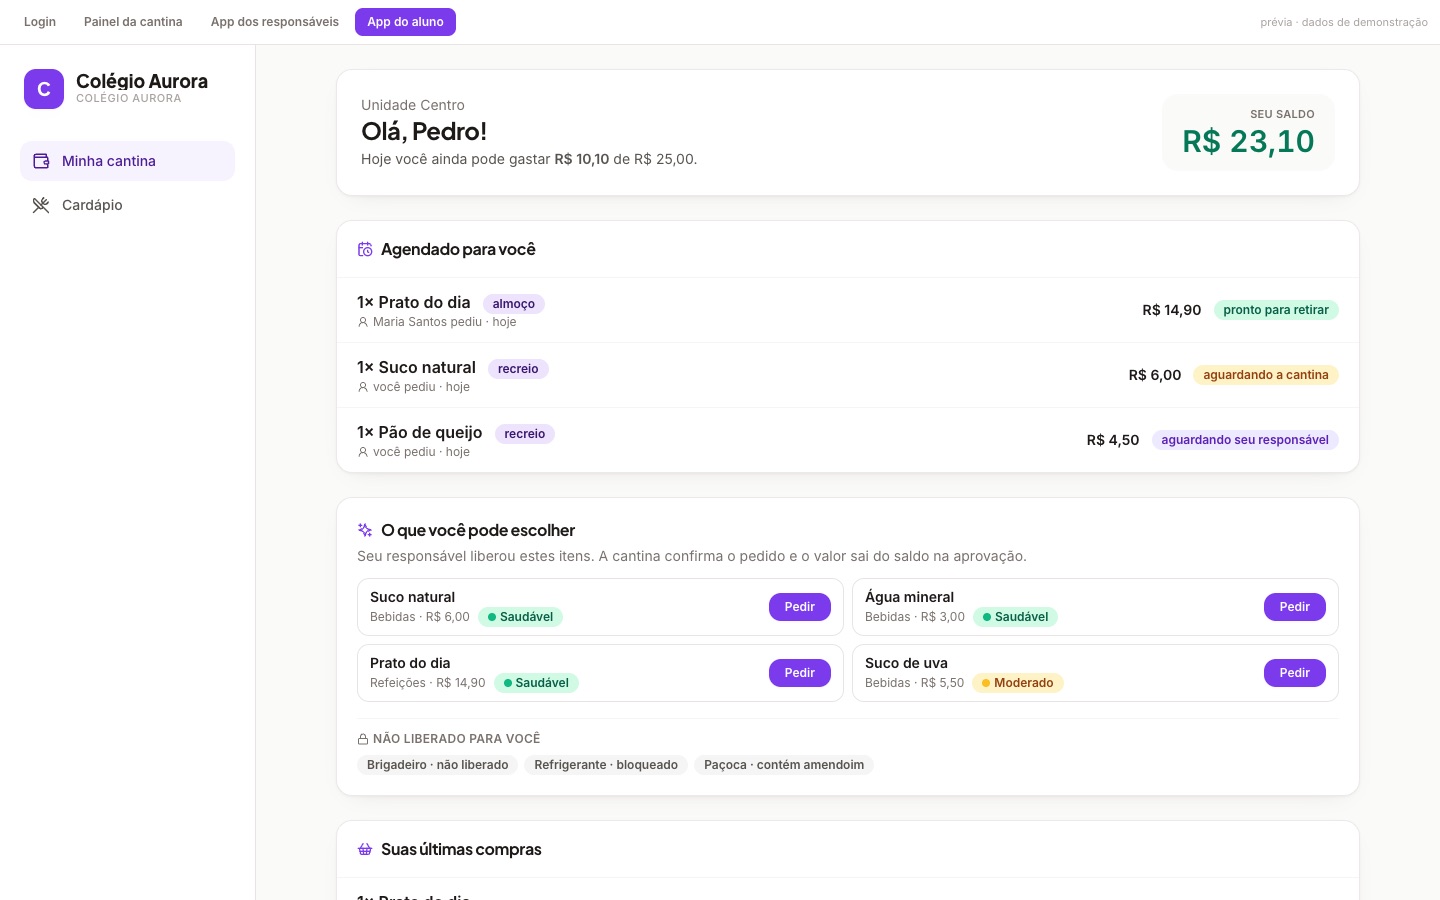 Login
Painel da cantina
App dos responsáveis
App do aluno
prévia · dados de demonstração
C
Colégio Aurora
COLÉGIO AURORA
Minha cantina
Cardápio
Unidade Centro
Olá, Pedro!
Hoje você ainda pode gastar R$ 10,10 de R$ 25,00.
SEU SALDO
R$ 23,10
Agendado para você
1× Prato do dia almoço
Maria Santos pediu · hoje
R$ 14,90 pronto para retirar
1× Suco natural recreio
você pediu · hoje
R$ 6,00 aguardando a cantina
1× Pão de queijo recreio
você pediu · hoje
R$ 4,50 aguardando seu responsável
O que você pode escolher
Seu responsável liberou estes itens. A cantina confirma o pedido e o valor sai do saldo na aprovação.
Suco natural
Bebidas · R$ 6,00 Saudável
Pedir
Água mineral
Bebidas · R$ 3,00 Saudável
Pedir
Prato do dia
Refeições · R$ 14,90 Saudável
Pedir
Suco de uva
Bebidas · R$ 5,50 Moderado
Pedir
NÃO LIBERADO PARA VOCÊ
Brigadeiro · não liberado
Refrigerante · bloqueado
Paçoca · contém amendoim
Suas últimas compras
1× Prato do dia